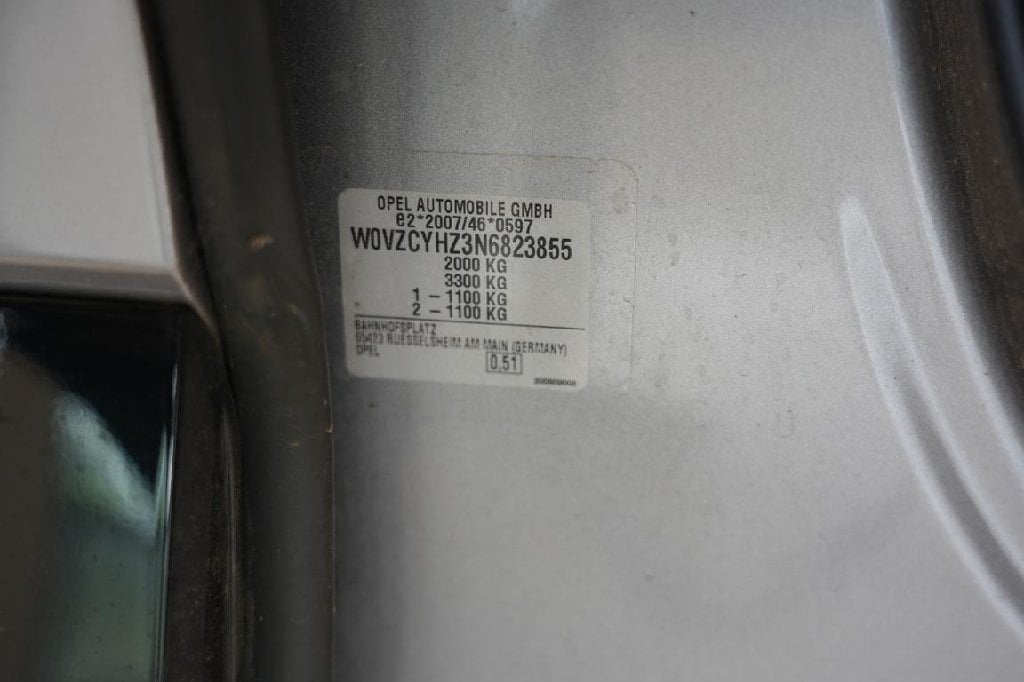 OPEL AUTOMOBILE GMBH
e2*2007/46*0597
W0VZCYHZ3N6823855
2000 KG
3300 KG
1 - 1100 KG
2 - 1100 KG
BAHNHOFSPLATZ
65423 RUESSELSHEIM AM MAIN (GERMANY)
OPEL
0.51